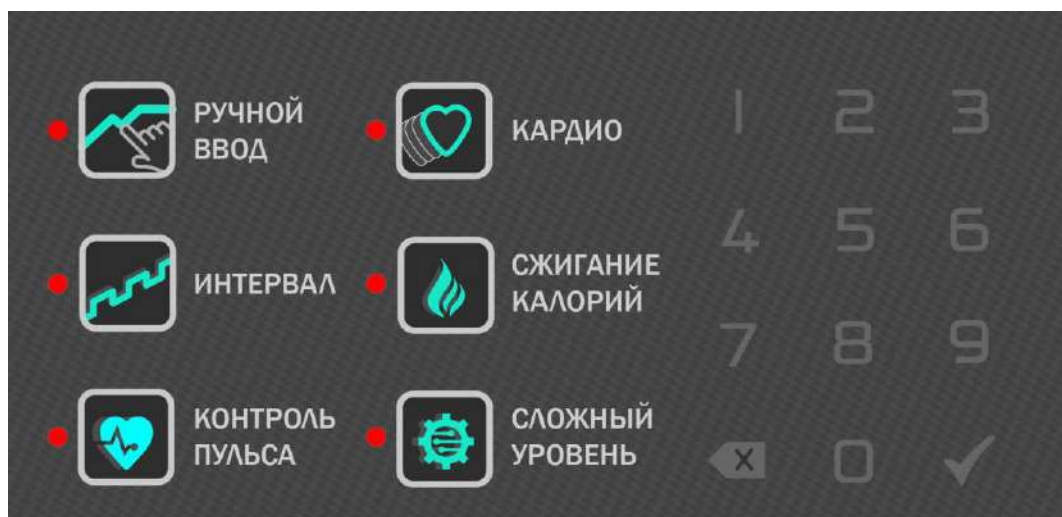 РУЧНОЙ
ВВОД
КАРДИО
1 2 3
ИНТЕРВАЛ
СЖИГАНИЕ
КАЛОРИЙ
4 5 6
7 8 9
КОНТРОЛЬ
ПУЛЬСА
СЛОЖНЫЙ
УРОВЕНЬ
0